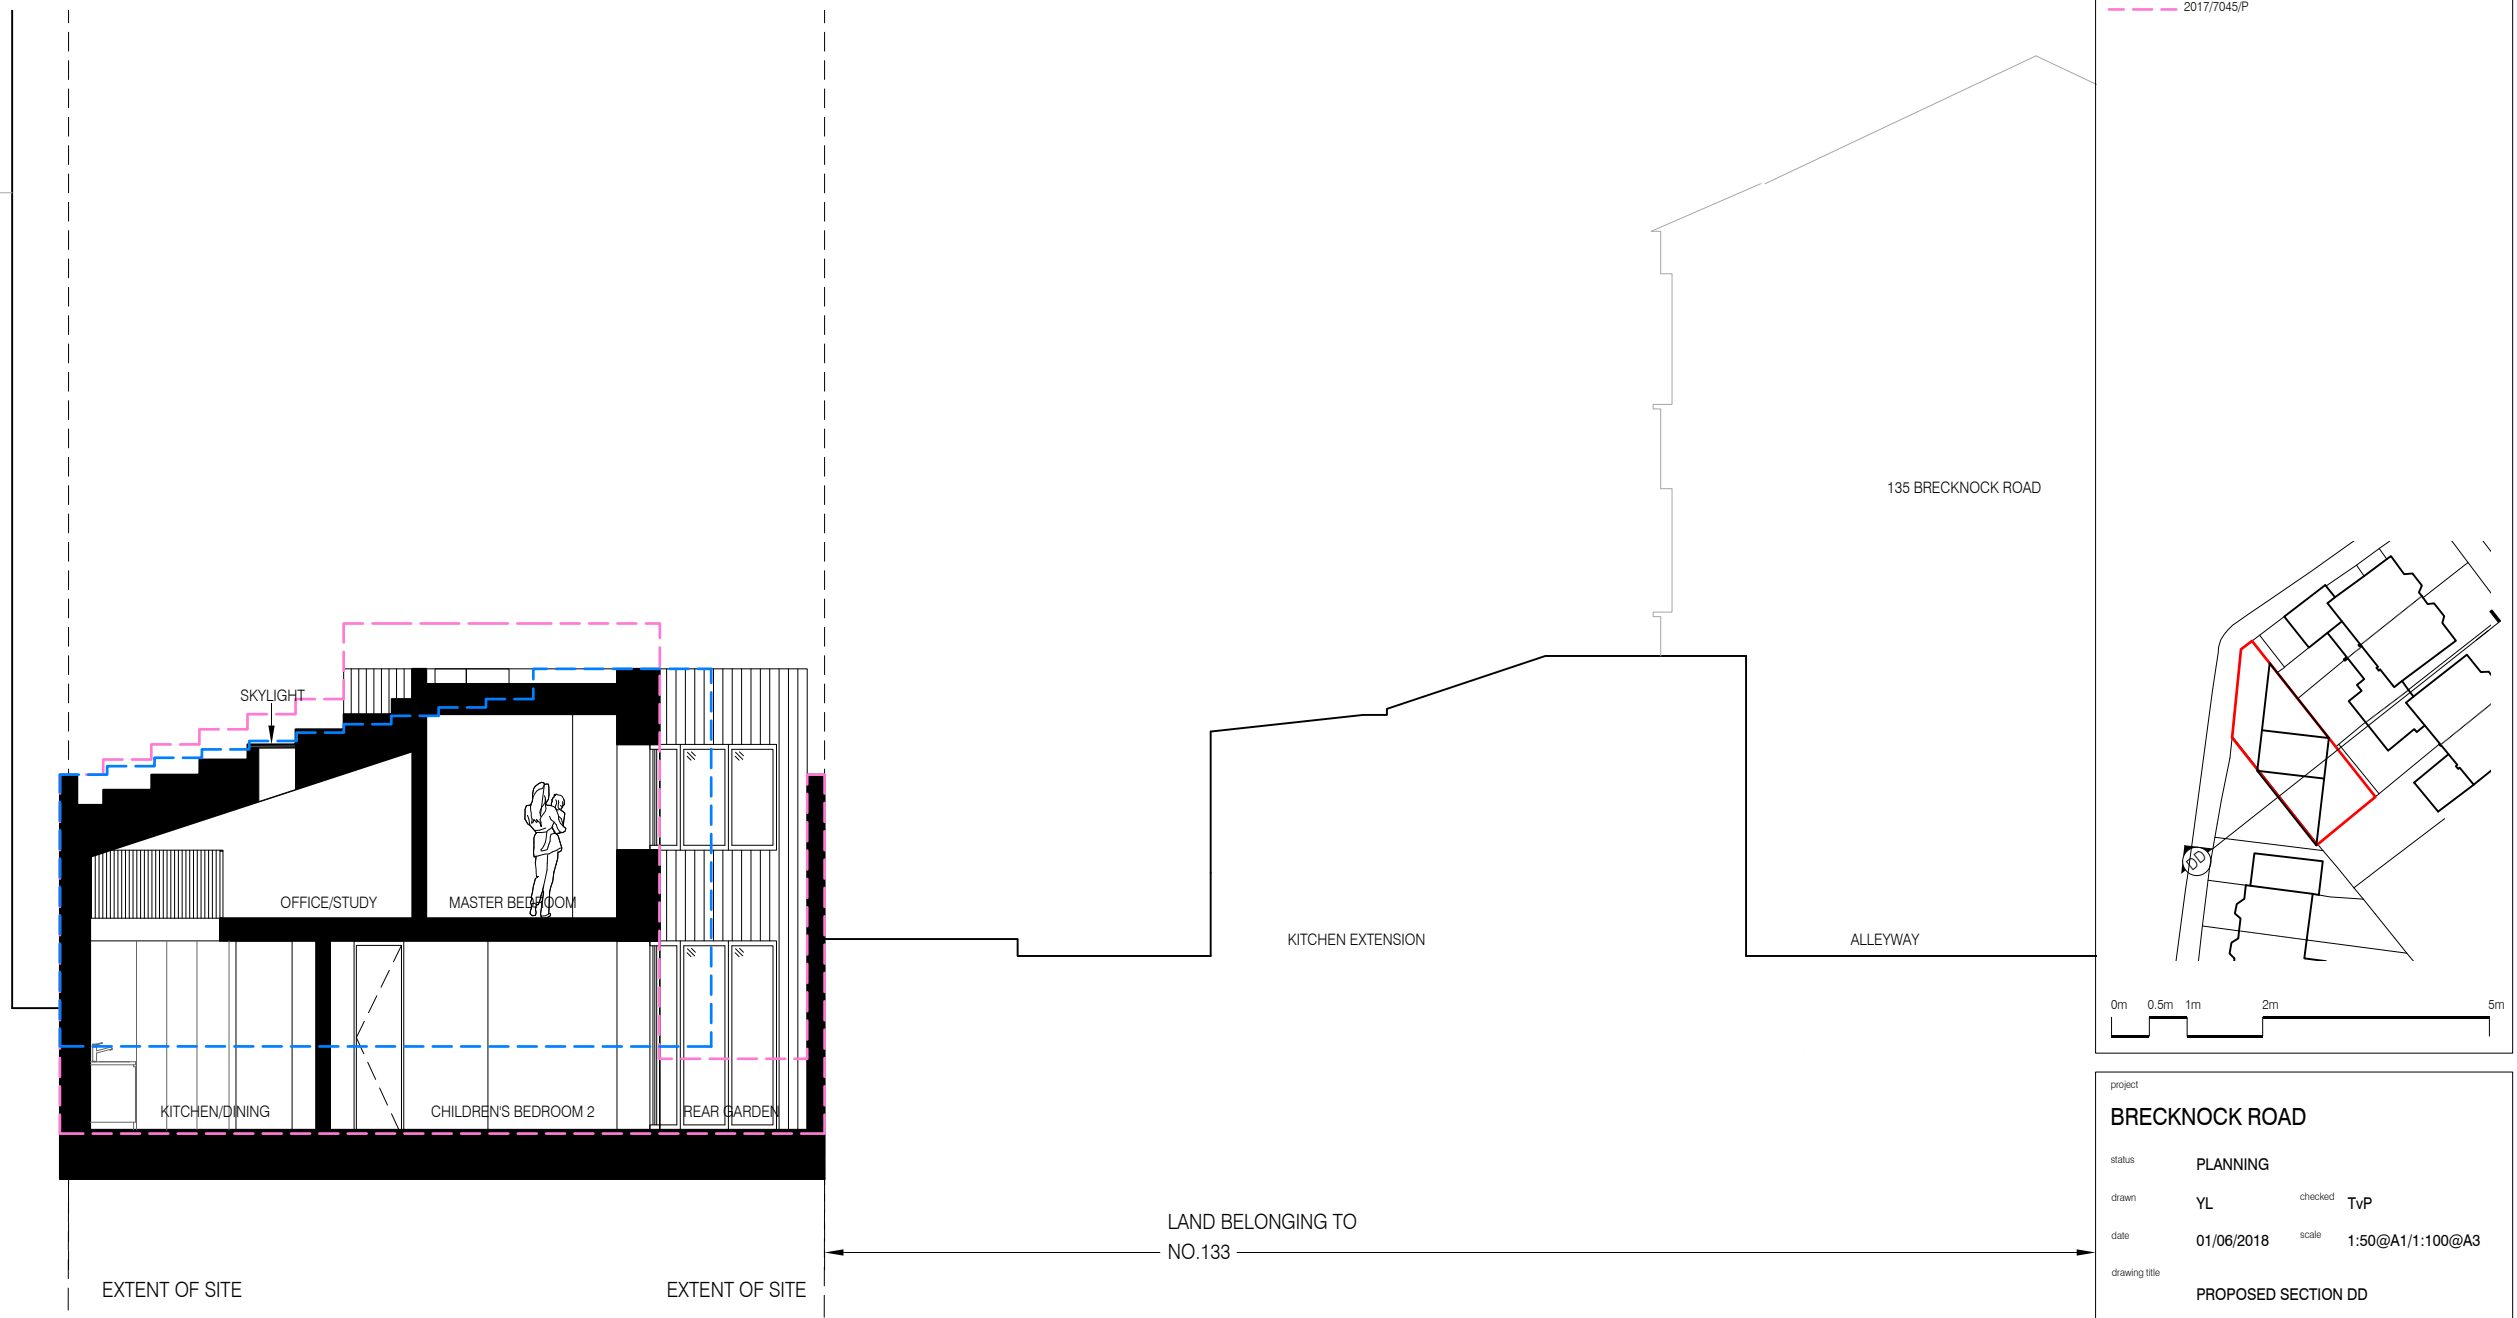 2017/7045/P
135 BRECKNOCK ROAD
SKYLIGHT
OFFICE/STUDY
MASTER BEDROOM
KITCHEN EXTENSION
ALLEYWAY
KITCHEN/DINING
CHILDREN'S BEDROOM 2
REAR GARDEN
LAND BELONGING TO
NO.133
EXTENT OF SITE
EXTENT OF SITE
DD
0m 0.5m 1m 2m 5m
project
BRECKNOCK ROAD
status PLANNING
drawn YL checked TvP
date 01/06/2018 scale 1:50@A1/1:100@A3
drawing title
PROPOSED SECTION DD